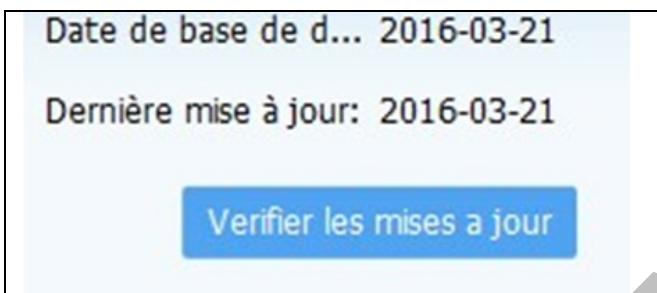 Date de base de d... 2016-03-21
Dernière mise à jour: 2016-03-21
Verifier les mises a jour